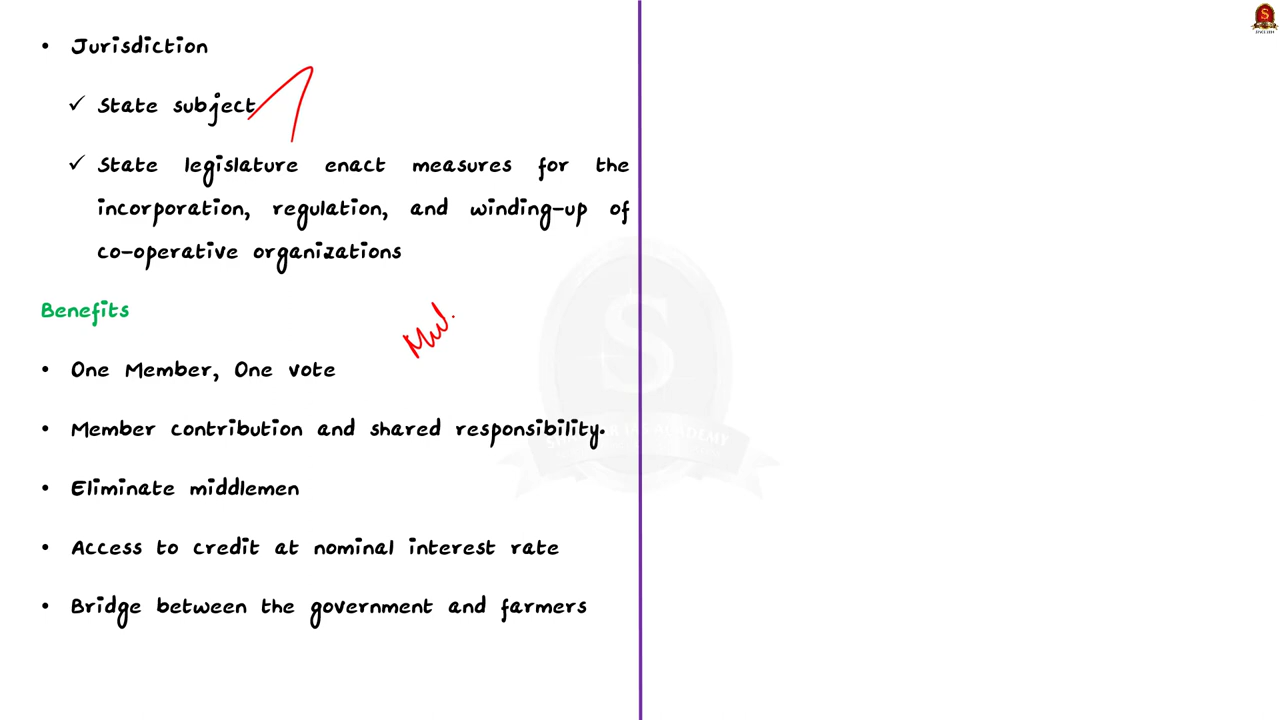 • Jurisdiction
✓ State subject
✓ State legislature enact measures for the
incorporation, regulation, and winding-up of
co-operative organizations
Benefits
• One Member, One vote
• Member contribution and shared responsibility.
• Eliminate middlemen
• Access to credit at nominal interest rate
• Bridge between the government and farmers
S
ACADEMY